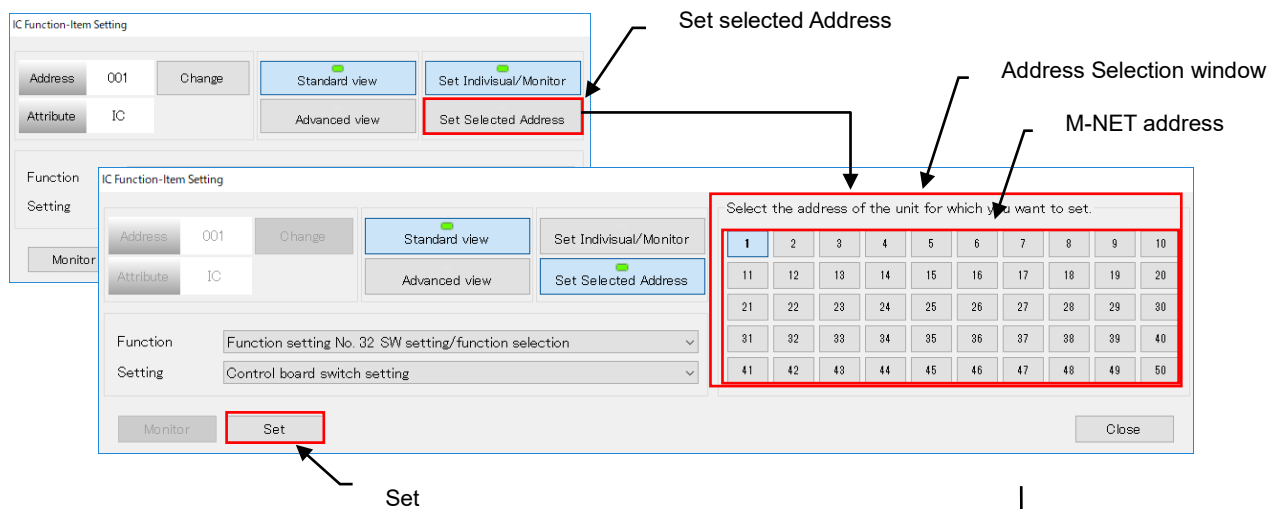 Set selected Address
IC Function-Item Setting
Address 001 Change Standard view Set Indivisual/Monitor
Attribute IC Advanced view Set Selected Address
Address Selection window
M-NET address
Function
Setting
Monitor
IC Function-Item Setting
Address 001 Change Standard view Set Indivisual/Monitor
Attribute IC Advanced view Set Selected Address
Function Function setting No. 32 SW setting/function selection
Setting Control board switch setting
Monitor Set
Select the address of the unit for which you want to set.
1 2 3 4 5 6 7 8 9 10
11 12 13 14 15 16 17 18 19 20
21 22 23 24 25 26 27 28 29 30
31 32 33 34 35 36 37 38 39 40
41 42 43 44 45 46 47 48 49 50
Close
Set